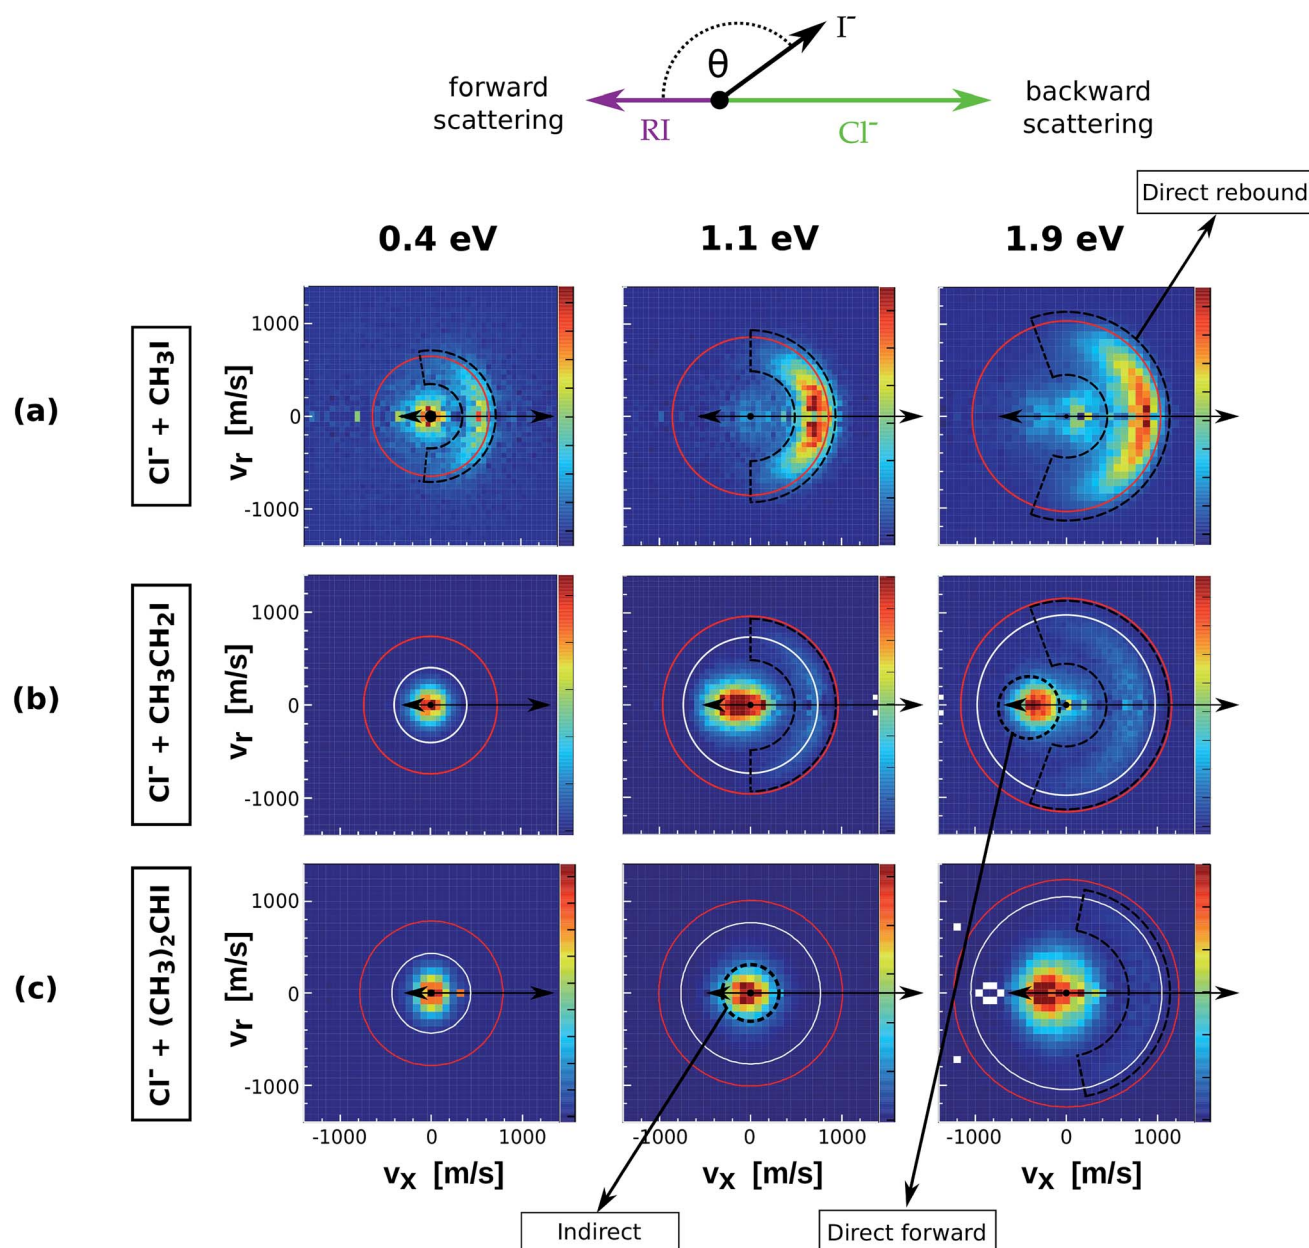 I⁻
θ
forward
scattering
RI
Cl⁻
backward
scattering
Direct rebound
0.4 eV
1.1 eV
1.9 eV
(a)
Cl⁻ + CH₃I
vᵣ [m/s]
1000
0
-1000
(b)
Cl⁻ + CH₃CH₂I
vᵣ [m/s]
1000
0
-1000
(c)
Cl⁻ + (CH₃)₂CHI
vᵣ [m/s]
1000
0
-1000
-1000 0 1000
-1000 0 1000
-1000 0 1000
vₓ [m/s]
vₓ [m/s]
vₓ [m/s]
Indirect
Direct forward